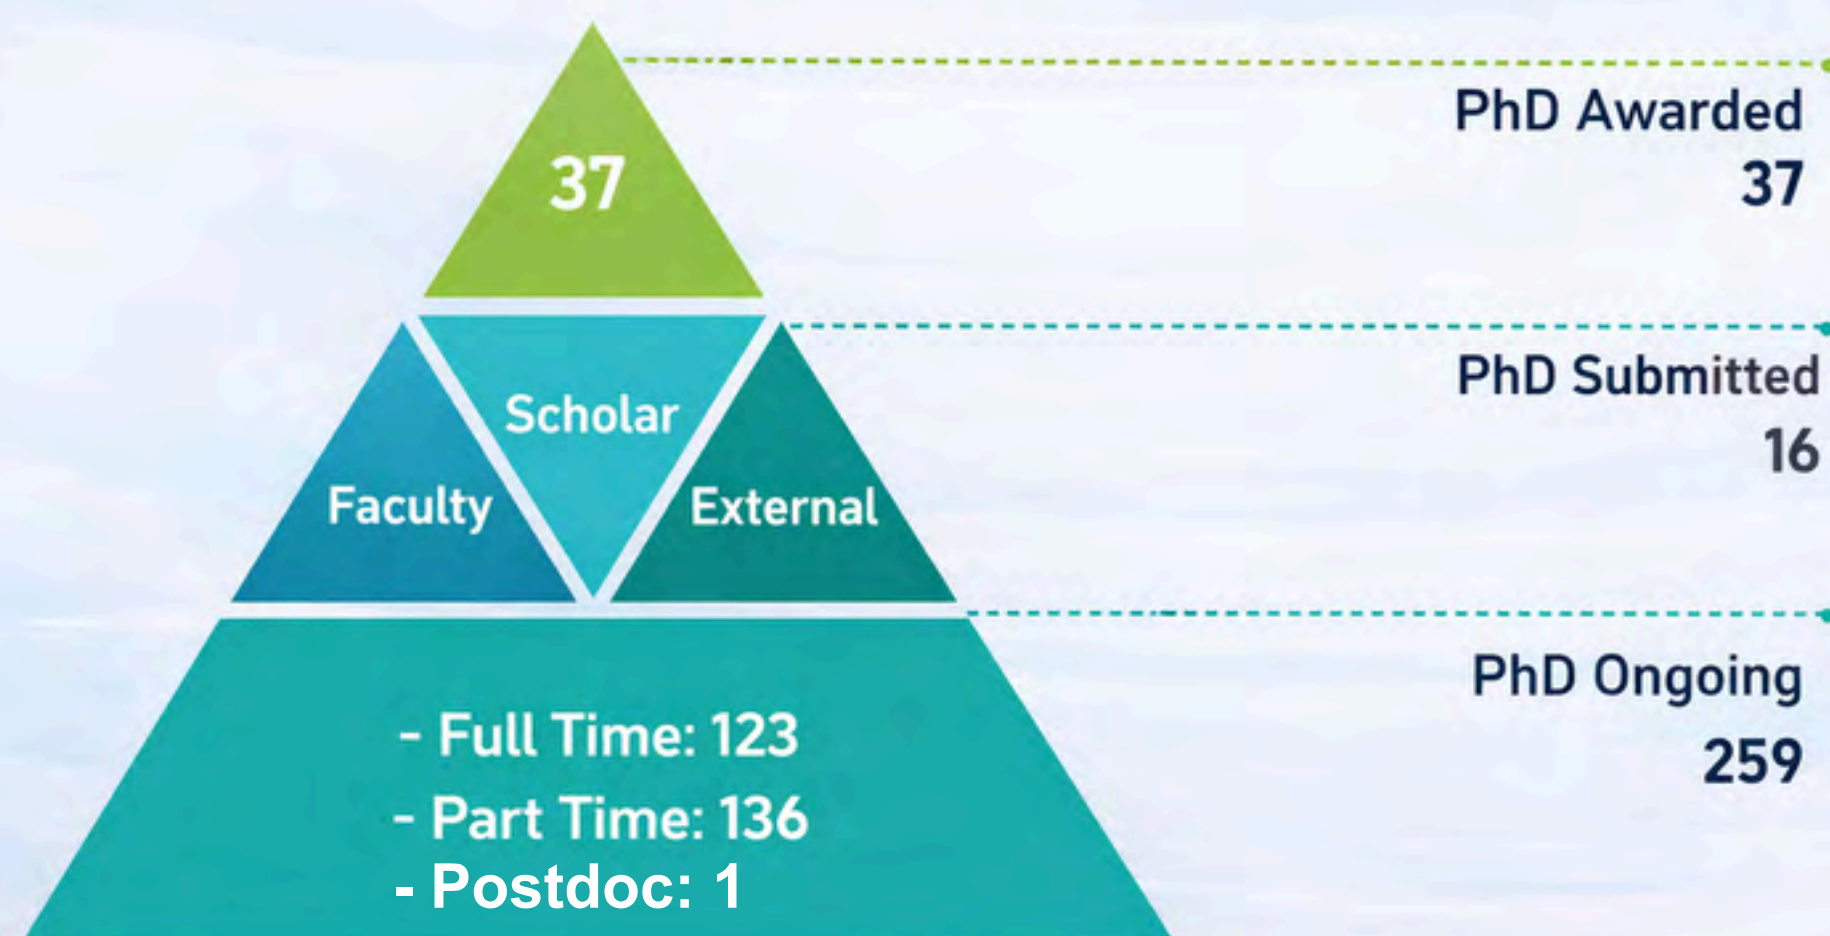 37
PhD Awarded
37
Scholar
Faculty
External
PhD Submitted
16
- Full Time: 123
- Part Time: 136
- Postdoc: 1
PhD Ongoing
259